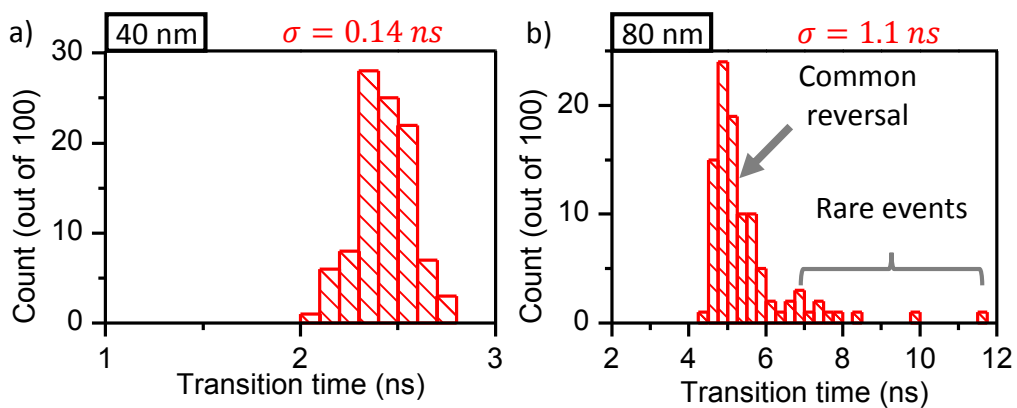 a)
40 nm
σ = 0.14 ns
30
20
10
0
Count (out of 100)
1
2
3
Transition time (ns)
b)
80 nm
σ = 1.1 ns
Common
reversal
Rare events
20
10
0
Count (out of 100)
2
4
6
8
10
12
Transition time (ns)